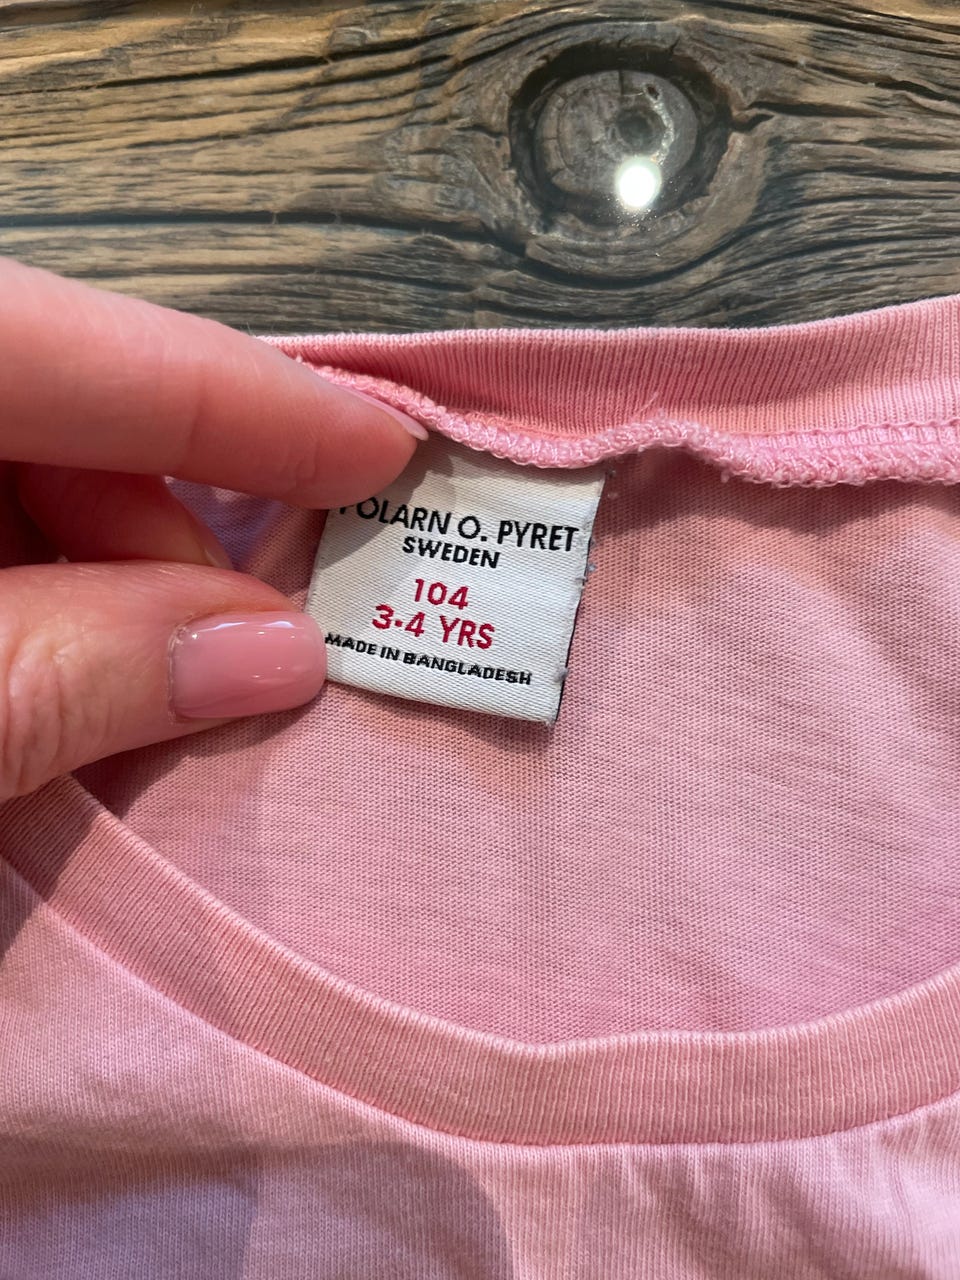 POLARN O. PYRET
SWEDEN
104
3-4 YRS
MADE IN BANGLADESH